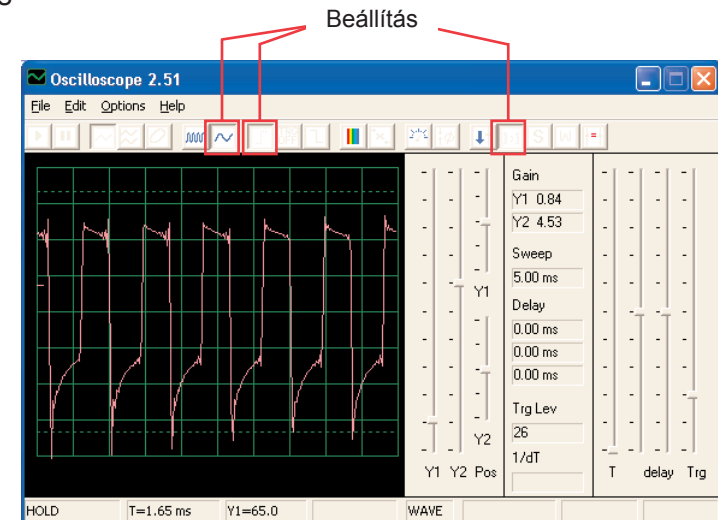 Beállítás
Oscilloscope 2.51
File Edit Options Help
Gain
Y1 0.84
Y2 4.53
Sweep
5.00 ms
Delay
0.00 ms
0.00 ms
0.00 ms
Trg Lev
26
1/dT
Y1
Y2
Y1 Y2 Pos
T delay Trg
HOLD T=1.65 ms Y1=65.0 WAVE